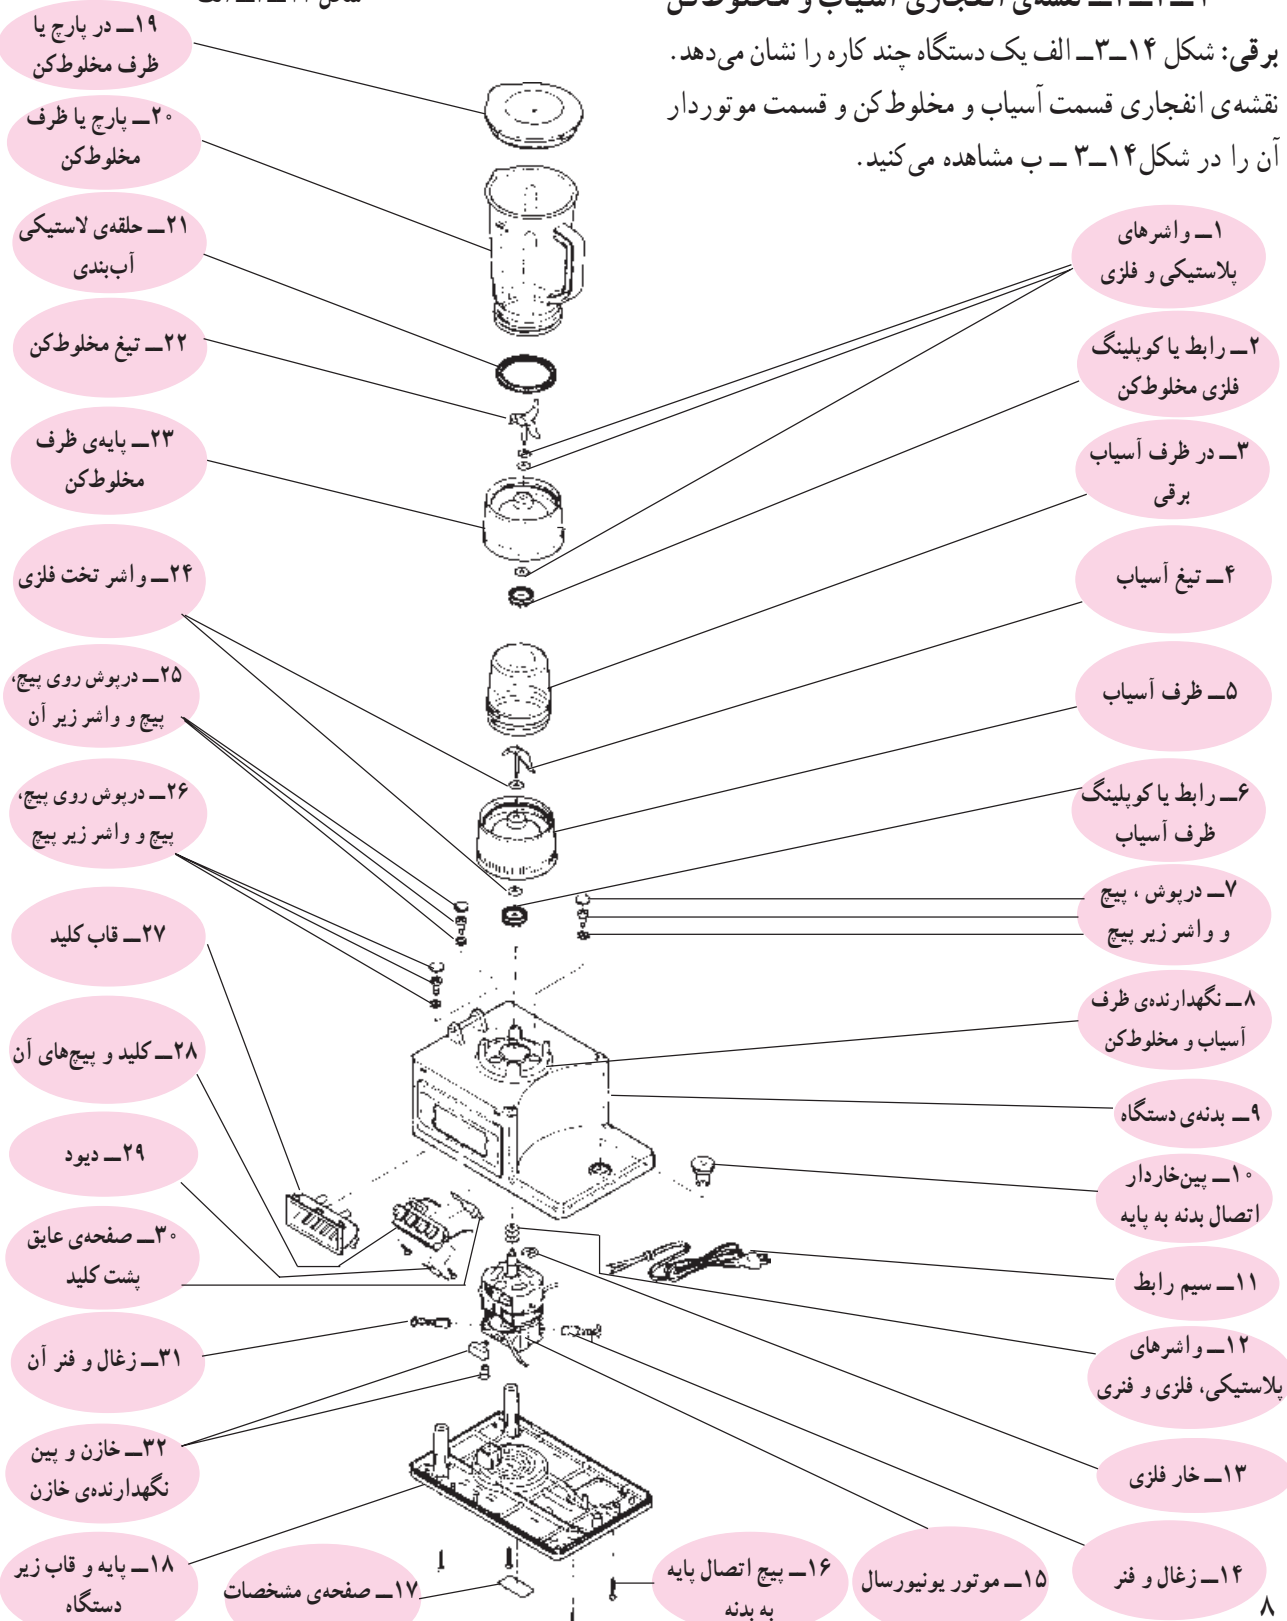 برقی: شکل ۱۴ــ۳ــ الف یک دستگاه چند کاره را نشان می‌دهد.
نقشه‌ی انفجاری قسمت آسیاب و مخلوط‌کن و قسمت موتوردار
آن را در شکل۱۴ــ۳ ــ ب مشاهده می‌کنید.
۱ــ واشرهای
پلاستیکی و فلزی
۲ــ رابط یا کوپلینگ
فلزی مخلوط‌کن
۳ــ در ظرف آسیاب
برقی
۴ــ تیغ آسیاب
۵ــ ظرف آسیاب
۶ــ رابط یا کوپلینگ
ظرف آسیاب
۷ــ درپوش ، پیچ
و واشر زیر پیچ
۸ــ نگهدارنده‌ی ظرف
آسیاب و مخلوط‌کن
۹ــ بدنه‌ی دستگاه
۱۰ــ پین‌خاردار
اتصال بدنه به پایه
۱۱ــ سیم رابط
۱۲ــ واشرهای
پلاستیکی، فلزی و فنری
۱۳ــ خار فلزی
۱۴ــ زغال و فنر
۱۵ــ موتور یونیورسال
۱۶ــ پیچ اتصال پایه
به بدنه
۱۷ــ صفحه‌ی مشخصات
۱۸ــ پایه و قاب زیر
دستگاه
۱۹ــ در پارچ یا
ظرف مخلوط‌کن
۲۰ــ پارچ یا ظرف
مخلوط‌کن
۲۱ــ حلقه‌ی لاستیکی
آب‌بندی
۲۲ــ تیغ مخلوط‌کن
۲۳ــ پایه‌ی ظرف
مخلوط‌کن
۲۴ــ واشر تخت فلزی
۲۵ــ درپوش روی پیچ،
پیچ و واشر زیر آن
۲۶ــ درپوش روی پیچ،
پیچ و واشر زیر پیچ
۲۷ــ قاب کلید
۲۸ــ کلید و پیچ‌های آن
۲۹ــ دیود
۳۰ــ صفحه‌ی عایق
پشت کلید
۳۱ــ زغال و فنر آن
۳۲ــ خازن و پین
نگهدارنده‌ی خازن
۸